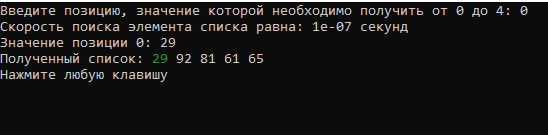 Введите позицию, значение которой необходимо получить от 0 до 4: 0
Скорость поиска элемента списка равна: 1e-07 секунд
Значение позиции 0: 29
Полученный список: 29 92 81 61 65
Нажмите любую клавишу